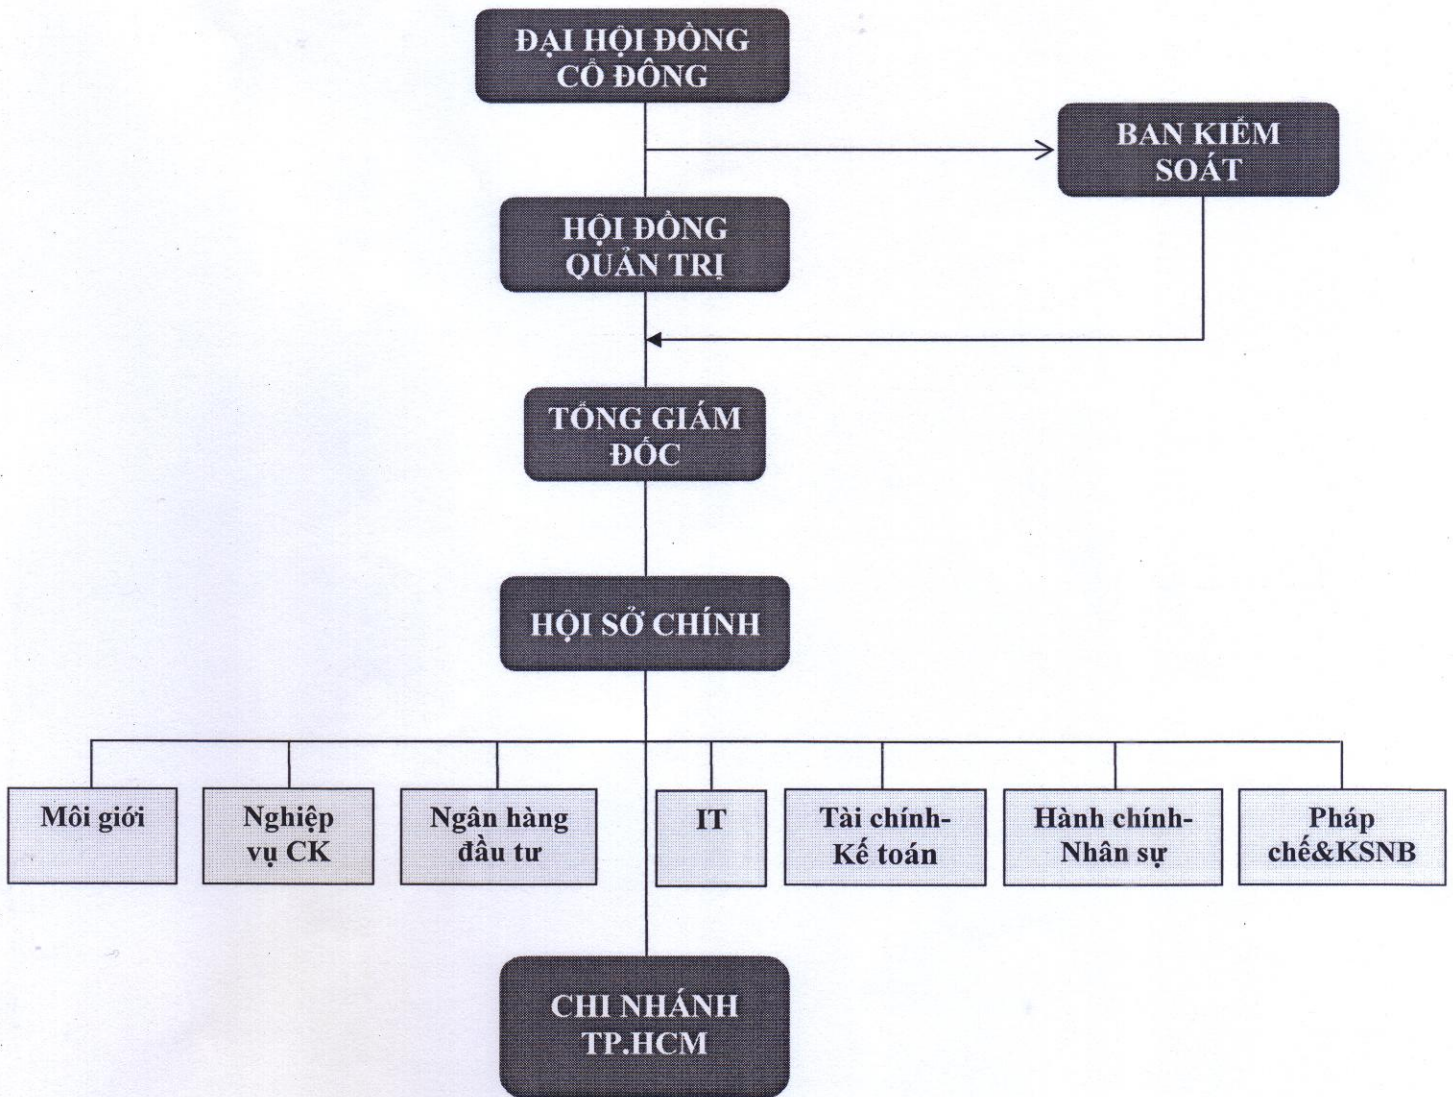 ĐẠI HỘI ĐỒNG
CỔ ĐÔNG
BAN KIỂM
SOÁT
HỘI ĐỒNG
QUẢN TRỊ
TỔNG GIÁM
ĐỐC
HỘI SỞ CHÍNH
Môi giới
Nghiệp
vụ CK
Ngân hàng
đầu tư
IT
Tài chính-
Kế toán
Hành chính-
Nhân sự
Pháp
chế&KSNB
CHI NHÁNH
TP.HCM